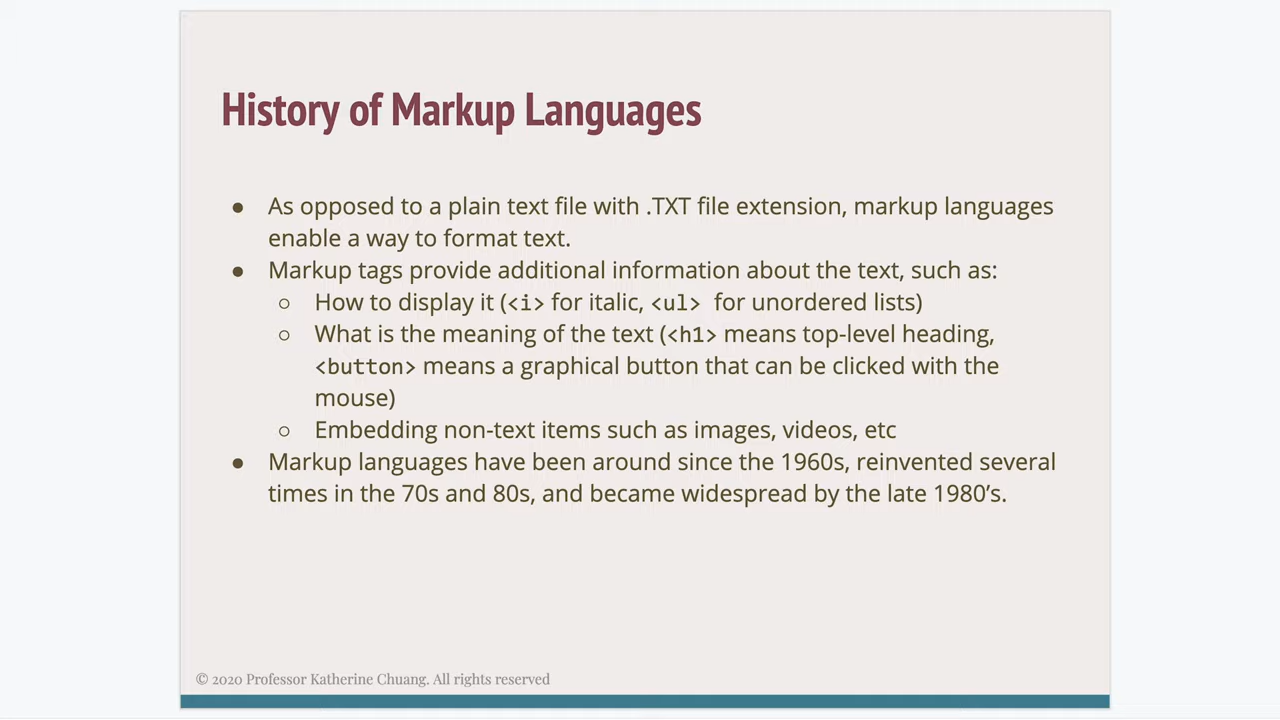 History of Markup Languages
● As opposed to a plain text file with .TXT file extension, markup languages
enable a way to format text.
● Markup tags provide additional information about the text, such as:
○ How to display it (<i> for italic, <ul> for unordered lists)
○ What is the meaning of the text (<h1> means top-level heading,
<button> means a graphical button that can be clicked with the
mouse)
○ Embedding non-text items such as images, videos, etc
● Markup languages have been around since the 1960s, reinvented several
times in the 70s and 80s, and became widespread by the late 1980’s.
© 2020 Professor Katherine Chuang. All rights reserved